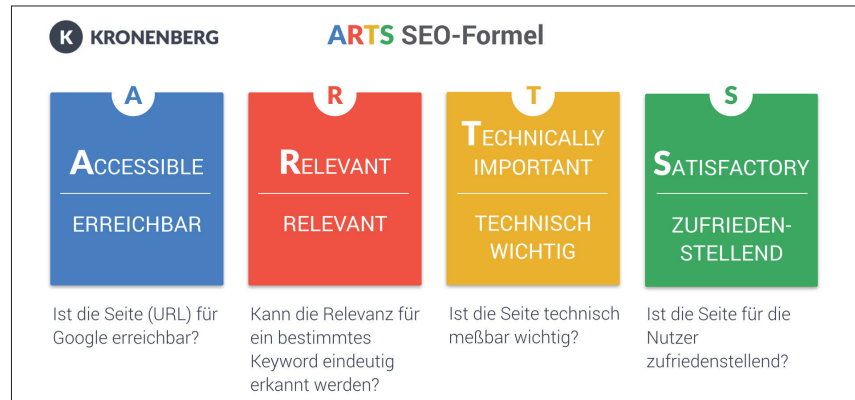 K KRONENBERG
ARTS SEO-Formel
A
ACCESSIBLE
ERREICHBAR
Ist die Seite (URL) für
Google erreichbar?
R
RELEVANT
RELEVANT
Kann die Relevanz für
ein bestimmtes
Keyword eindeutig
erkannt werden?
T
TECHNICALLY
IMPORTANT
TECHNISCH
WICHTIG
Ist die Seite technisch
meßbar wichtig?
S
SATISFACTORY
ZUFRIEDEN-
STELLEND
Ist die Seite für die
Nutzer
zufriedenstellend?